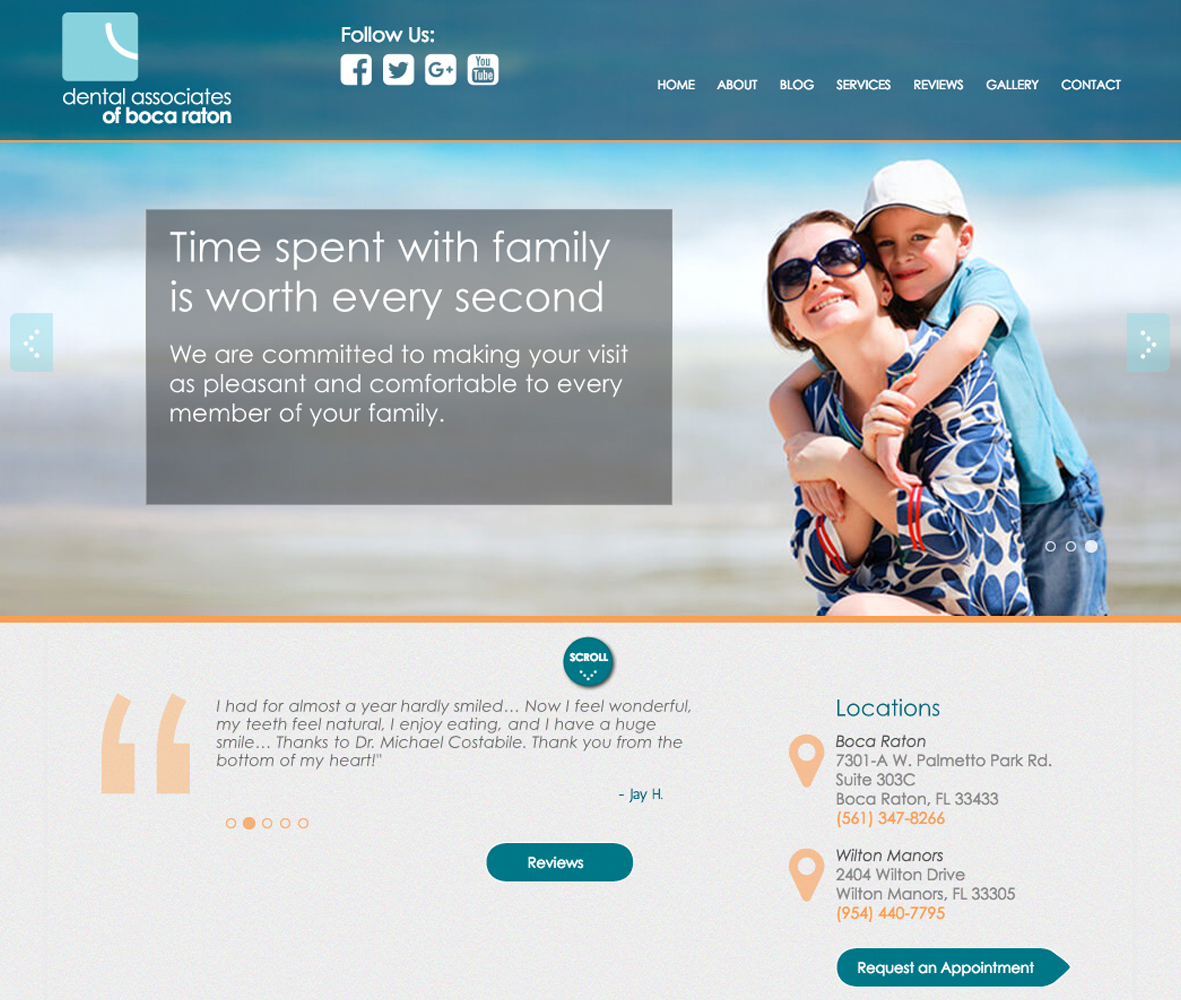 dental associates
of boca raton
Follow Us:
You
Tube
HOME ABOUT BLOG SERVICES REVIEWS GALLERY CONTACT
Time spent with family
is worth every second
We are committed to making your visit
as pleasant and comfortable to every
member of your family.
SCROLL
I had for almost a year hardly smiled... Now I feel wonderful,
my teeth feel natural, I enjoy eating, and I have a huge
smile... Thanks to Dr. Michael Costabile. Thank you from the
bottom of my heart!"
- Jay H.
Reviews
Locations
Boca Raton
7301-A W. Palmetto Park Rd.
Suite 303C
Boca Raton, FL 33433
(561) 347-8266
Wilton Manors
2404 Wilton Drive
Wilton Manors, FL 33305
(954) 440-7795
Request an Appointment